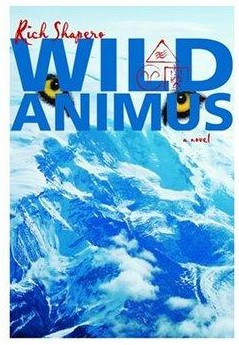 Rich Shapero
WILD
ANIMUS
a novel